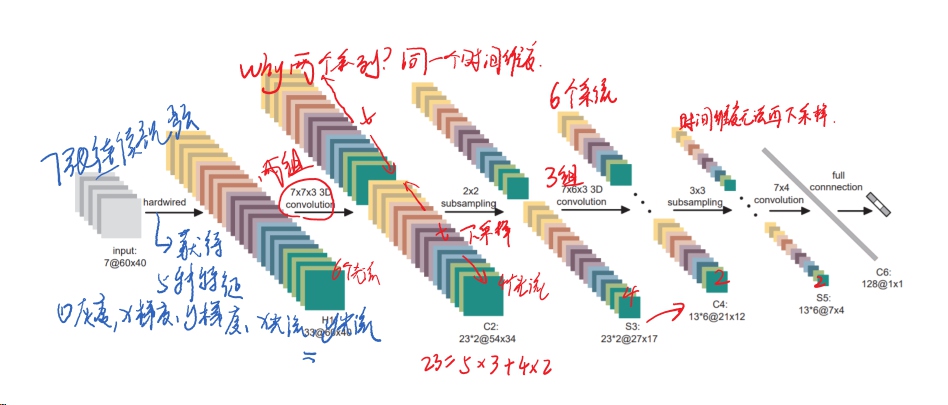 Why 两个系列? 同一个时间维度.
6个系统
时间维度无法再下采样.
7张连续视频
两组
3组
7x7x3 3D
convolution
2x2
subsampling
7x6x3 3D
convolution
3x3
subsampling
7x4
convolution
full
connnection
hardwired
t
t
下采样
获得
5种特征
input:
7@60x40
6个光流
4个光流
4
2
2
灰度, x梯度, y梯度, x光流, y光流
H1:
33@60x40
C2:
23*2@54x34
S3:
23*2@27x17
C4:
13*6@21x12
S5:
13*6@7x4
C6:
128@1x1
23=5×3+4×2